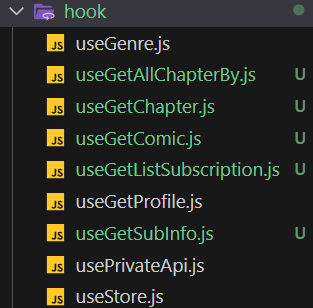 hook
JS useGenre.js
JS useGetAllChapterBy.js U
JS useGetChapter.js U
JS useGetComic.js U
JS useGetListSubscription.js U
JS useGetProfile.js
JS useGetSubInfo.js U
JS usePrivateApi.js
JS useStore.js